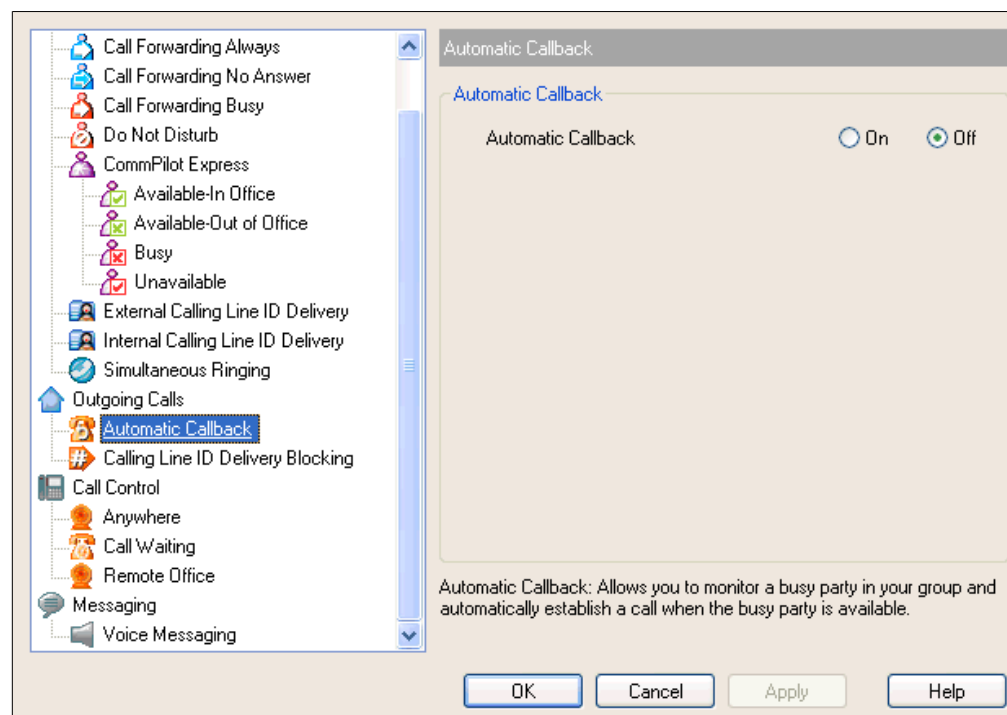 Call Forwarding Always
Call Forwarding No Answer
Call Forwarding Busy
Do Not Disturb
CommPilot Express
Available-In Office
Available-Out of Office
Busy
Unavailable
External Calling Line ID Delivery
Internal Calling Line ID Delivery
Simultaneous Ringing
Outgoing Calls
Automatic Callback
Calling Line ID Delivery Blocking
Call Control
Anywhere
Call Waiting
Remote Office
Messaging
Voice Messaging
Automatic Callback
Automatic Callback
Automatic Callback On Off
Automatic Callback: Allows you to monitor a busy party in your group and
automatically establish a call when the busy party is available.
OK Cancel Apply Help